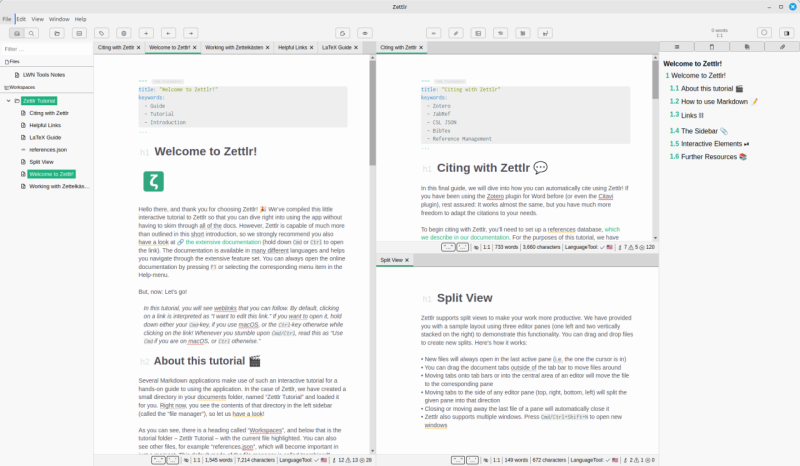 Zettlr
File Edit View Window Help
0 words
1:1
Filter ...
Files
LWN Tools Notes
Workspaces
Zettlr Tutorial
Citing with Zettlr
Helpful Links
LaTeX Guide
references.json
Split View
Welcome to Zettlr!
Working with Zettelkäs…
Citing with Zettlr ✕ Welcome to Zettlr! ✕ Working with Zettelkästen ✕ Helpful Links ✕ LaTeX Guide ✕
---
title: "Welcome to Zettlr!"
keywords:
- Guide
- Tutorial
- Introduction
...
h1 Welcome to Zettlr!
ζ
Hello there, and thank you for choosing Zettlr! 🎉 We've compiled this little
interactive tutorial to Zettlr so that you can dive right into using the app without
having to skim through all of the docs. However, Zettlr is capable of much
more than outlined in this short introduction, so we strongly recommend you also
have a look at 🔗 the extensive documentation (hold down Cmd or Ctrl to
open the link). The documentation is available in many different languages and helps
you navigate through the extensive feature set. You can always open the online
documentation by pressing F1 or selecting the corresponding menu item in the
Help-menu.
But, now: Let's go!
In this tutorial, you will see weblinks that you can follow. By default, clicking
on a link is interpreted as "I want to edit this link." If you want to open it, hold
down either your Cmd-key, if you use macOS, or the Ctrl-key otherwise while
clicking on the link! Whenever you stumble upon Cmd/Ctrl, read this as "Use
Cmd if you are on macOS, or Ctrl otherwise."
h2 About this tutorial 🎬
Several Markdown applications make use of such an interactive tutorial for a
hands-on guide to using the application. In the case of Zettlr, we have created a
small directory in your documents folder, named "Zettlr Tutorial" and loaded it
for you. Right now, you see the contents of that directory in the left sidebar
(called the "file manager"), so let us have a look!
As you can see, there is a heading called "Workspaces", and below that is the
tutorial folder – Zettlr Tutorial – with the current file highlighted. You can also
see other files, for example "references.json", which will become important in
1:1 1,545 words 7,214 characters LanguageTool: ✓ 🇺🇸 12 13 28
Citing with Zettlr ✕
---
title: "Citing with Zettlr"
keywords:
- Zotero
- JabRef
- CSL JSON
- BibTex
- Reference Management
...
h1 Citing with Zettlr 💬
In this final guide, we will dive into how you can automatically cite using Zettlr! If
you have been using the Zotero plugin for Word before (or even the Citavi
plugin), rest assured: It works almost the same, but you have much more
freedom to adapt the citations to your needs.
To begin citing with Zettlr, you'll need to set up a references database, which
we describe in our documentation. For the purposes of this tutorial, we have
1:1 733 words 3,660 characters LanguageTool: ✓ 🇺🇸 7 5 128
Split View ✕
h1 Split View
Zettlr supports split views to make your work more productive. We have provided
you with a sample layout using three editor panes (one left and two vertically
stacked on the right) to demonstrate this functionality. You can drag and drop files
to create new splits. Here's how it works:
• New files will always open in the last active pane (i.e. the one the cursor is in)
• You can drag the document tabs outside of the tab bar to move files around
• Moving tabs onto tab bars or into the central area of an editor will move the file
to the corresponding pane
• Moving tabs to the side of any editor pane (top, right, bottom, left) will split the
given pane into that direction
• Closing or moving away the last file of a pane will automatically close it
• Zettlr also supports multiple windows. Press Cmd/Ctrl+Shift+N to open new
windows
1:1 149 words 672 characters LanguageTool: ✓ 🇺🇸 2 1 0
Welcome to Zettlr!
1 Welcome to Zettlr!
1.1 About this tutorial 🎬
1.2 How to use Markdown 📝
1.3 Links ⛓
1.4 The Sidebar 📎
1.5 Interactive Elements ⏯
1.6 Further Resources 📚